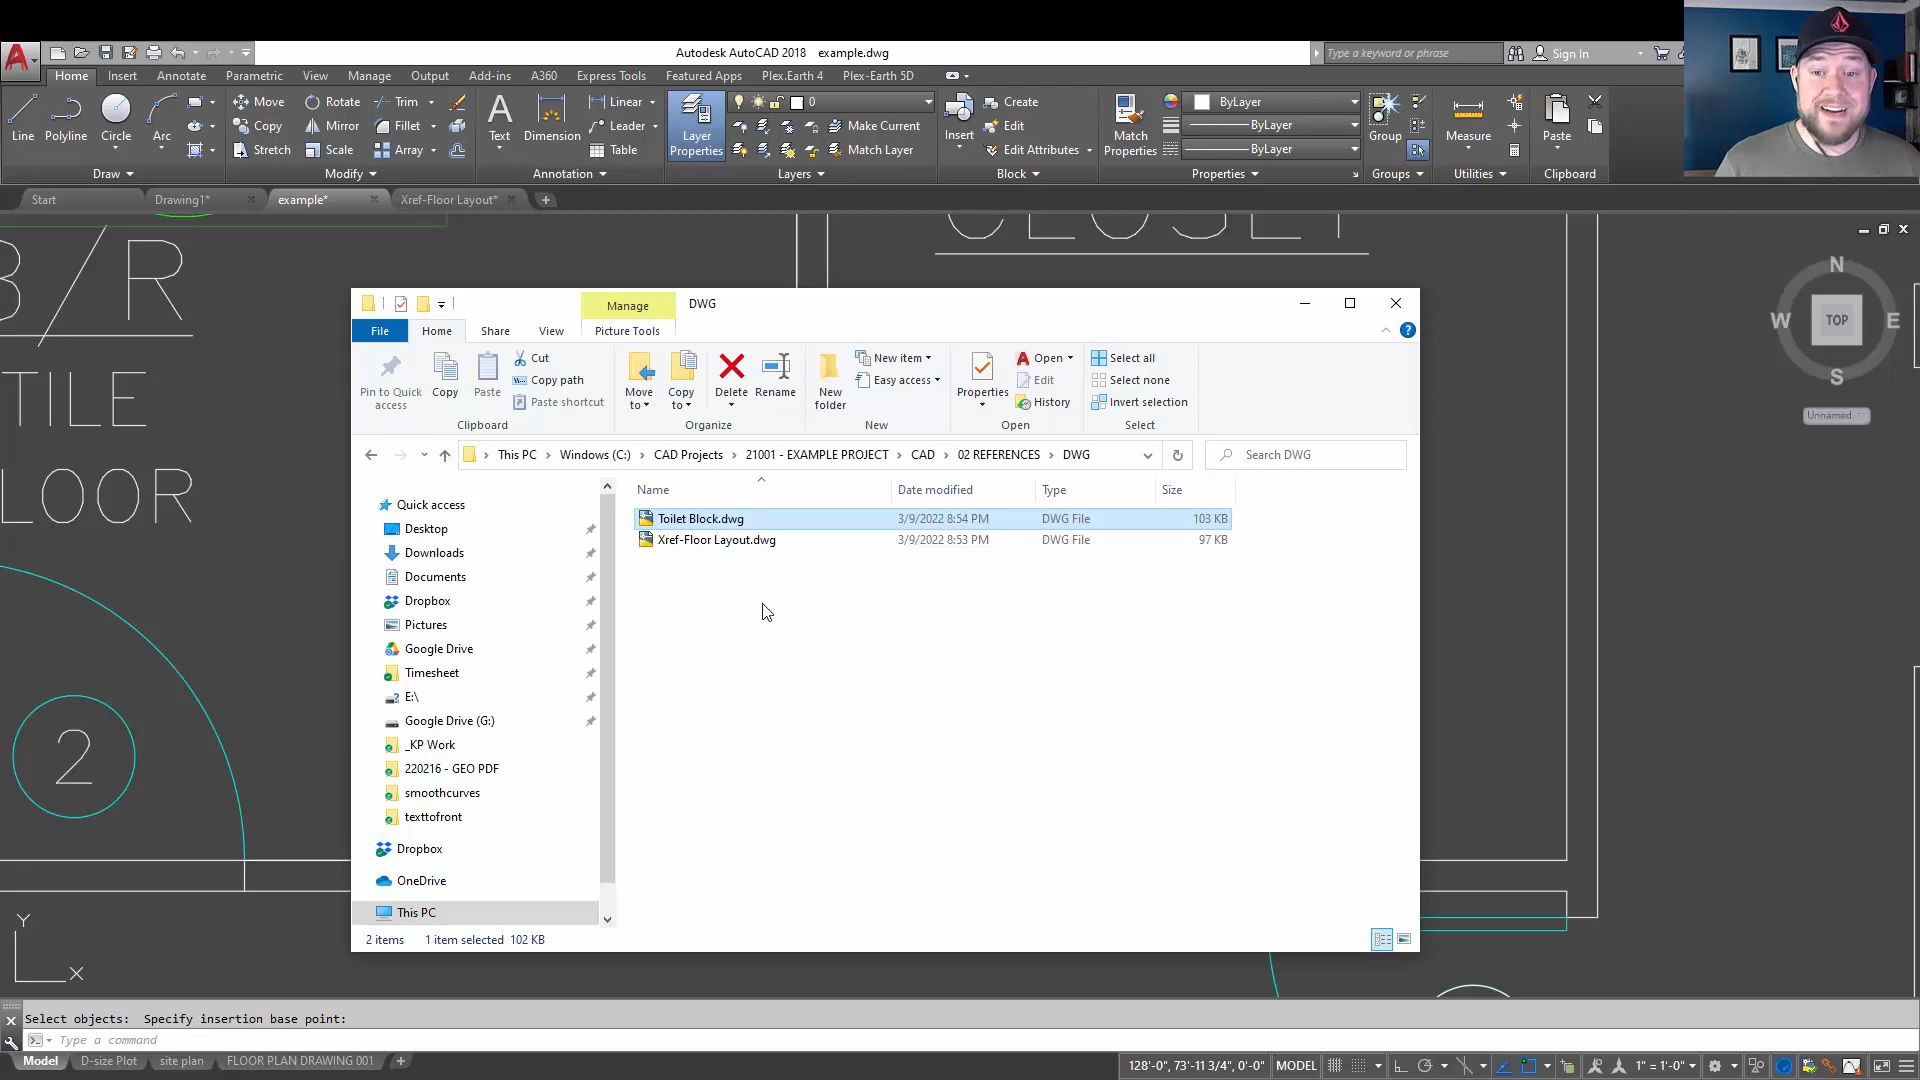 Autodesk AutoCAD 2018 example.dwg
Type a keyword or phrase
Sign In
Home Insert Annotate Parametric View Manage Output Add-ins A360 Express Tools Featured Apps Plex.Earth 4 Plex-Earth 5D
Line Polyline Circle Arc
Move Rotate Trim
Copy Mirror Fillet
Stretch Scale Array
Text Dimension
Linear
Leader
Table
Layer Properties
0
Make Current
Match Layer
Insert
Create
Edit
Edit Attributes
Match Properties
ByLayer
ByLayer
ByLayer
Group
Measure
Paste
Draw Modify Annotation Layers Block Properties Groups Utilities Clipboard
Start Drawing1* example* Xref-Floor Layout*
B/R
TILE
LOOR
CLOSET
2
N
W TOP E
S
Unnamed
Manage DWG
File Home Share View Picture Tools
Pin to Quick access
Copy
Paste
Cut
Copy path
Paste shortcut
Move to
Copy to
Delete
Rename
New folder
New item
Easy access
Properties
Open
Edit
History
Select all
Select none
Invert selection
Clipboard Organize New Open Select
This PC Windows (C:) CAD Projects 21001 - EXAMPLE PROJECT CAD 02 REFERENCES DWG
Search DWG
Name Date modified Type Size
Toilet Block.dwg 3/9/2022 8:54 PM DWG File 103 KB
Xref-Floor Layout.dwg 3/9/2022 8:53 PM DWG File 97 KB
Quick access
Desktop
Downloads
Documents
Dropbox
Pictures
Google Drive
Timesheet
E:\
Google Drive (G:)
_KP Work
220216 - GEO PDF
smoothcurves
texttofront
Dropbox
OneDrive
This PC
2 items 1 item selected 102 KB
Y
X
Select objects: Specify insertion base point:
Type a command
Model D-size Plot site plan FLOOR PLAN DRAWING 001
128'-0", 73'-11 3/4", 0'-0" MODEL 1" = 1'-0"